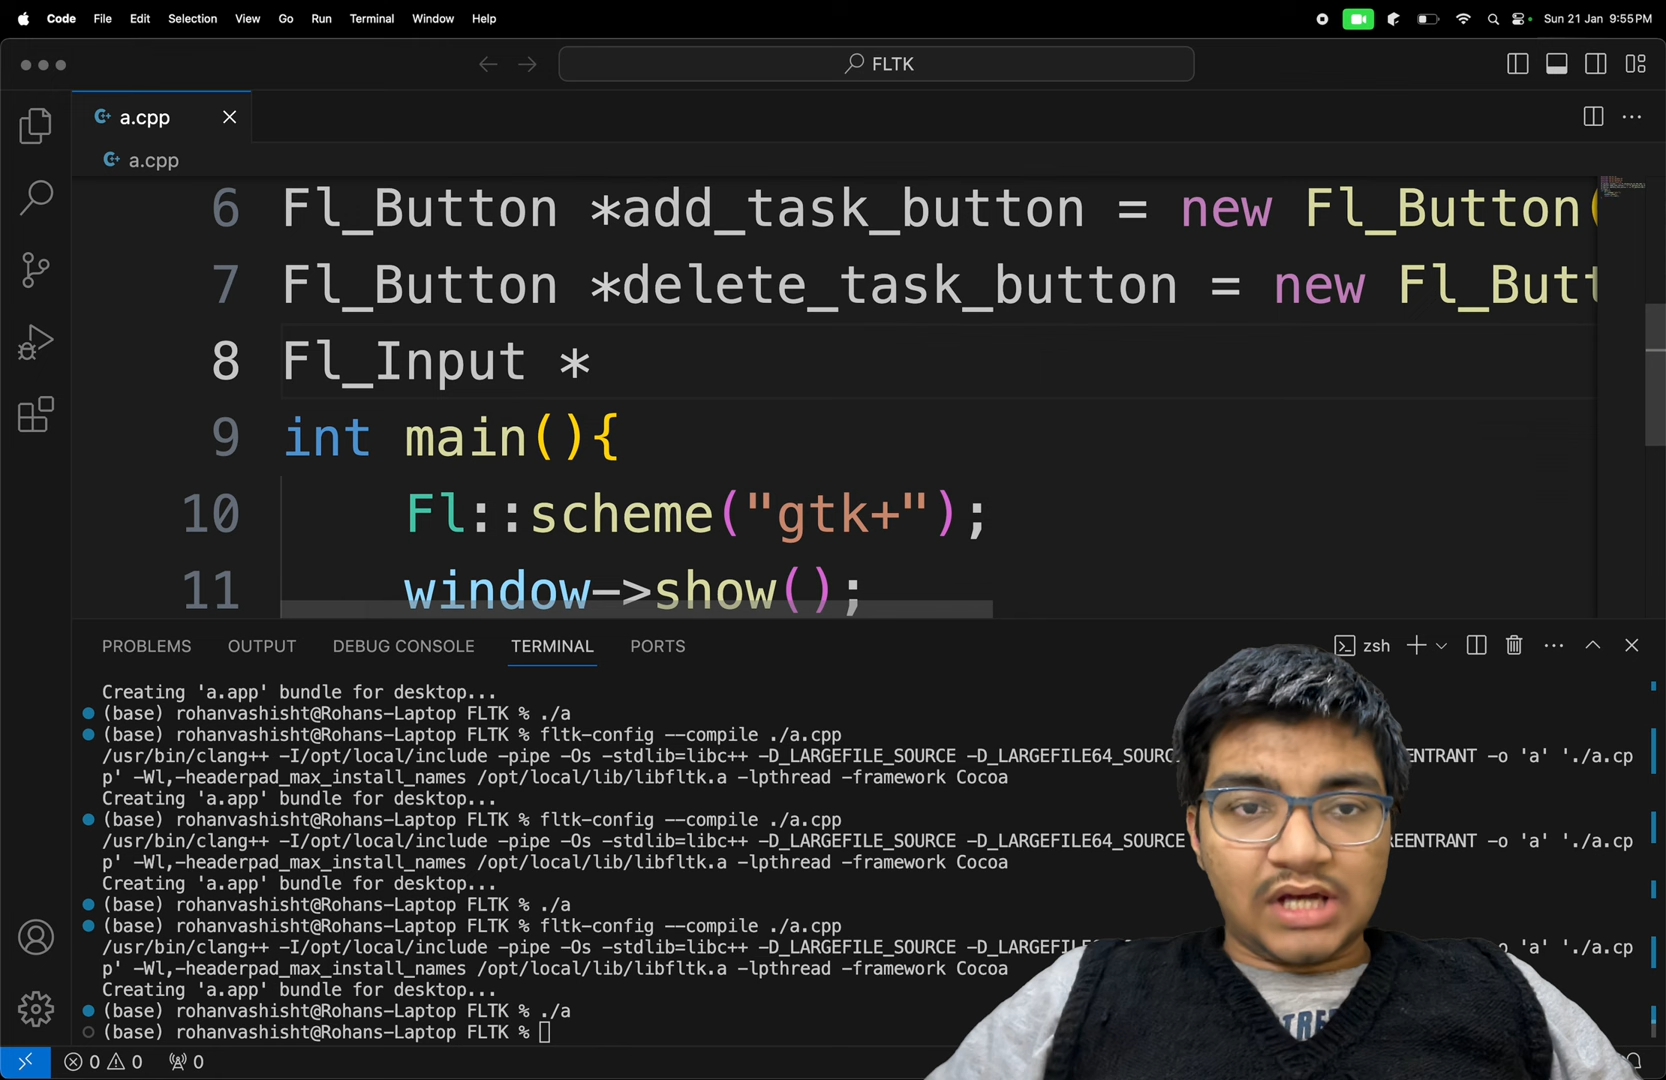 Code File Edit Selection View Go Run Terminal Window Help Sun 21 Jan 9:55PM
FLTK
a.cpp
a.cpp
6 Fl_Button *add_task_button = new Fl_Button(
7 Fl_Button *delete_task_button = new Fl_Butt
8 Fl_Input *
9 int main(){
10 Fl::scheme("gtk+");
11 window->show();
PROBLEMS OUTPUT DEBUG CONSOLE TERMINAL PORTS zsh
Creating 'a.app' bundle for desktop...
(base) rohanvashisht@Rohans-Laptop FLTK % ./a
(base) rohanvashisht@Rohans-Laptop FLTK % fltk-config --compile ./a.cpp
/usr/bin/clang++ -I/opt/local/include -pipe -Os -stdlib=libc++ -D_LARGEFILE_SOURCE -D_LARGEFILE64_SOURC ENTRANT -o 'a' './a.cp
p' -Wl,-headerpad_max_install_names /opt/local/lib/libfltk.a -lpthread -framework Cocoa
Creating 'a.app' bundle for desktop...
(base) rohanvashisht@Rohans-Laptop FLTK % fltk-config --compile ./a.cpp
/usr/bin/clang++ -I/opt/local/include -pipe -Os -stdlib=libc++ -D_LARGEFILE_SOURCE -D_LARGEFILE64_SOURCE REENTRANT -o 'a' './a.cp
p' -Wl,-headerpad_max_install_names /opt/local/lib/libfltk.a -lpthread -framework Cocoa
Creating 'a.app' bundle for desktop...
(base) rohanvashisht@Rohans-Laptop FLTK % ./a
(base) rohanvashisht@Rohans-Laptop FLTK % fltk-config --compile ./a.cpp
/usr/bin/clang++ -I/opt/local/include -pipe -Os -stdlib=libc++ -D_LARGEFILE_SOURCE -D_LARGEFILE64_SOURCE -o 'a' './a.cp
p' -Wl,-headerpad_max_install_names /opt/local/lib/libfltk.a -lpthread -framework Cocoa
Creating 'a.app' bundle for desktop...
(base) rohanvashisht@Rohans-Laptop FLTK % ./a
(base) rohanvashisht@Rohans-Laptop FLTK %
0 0 0